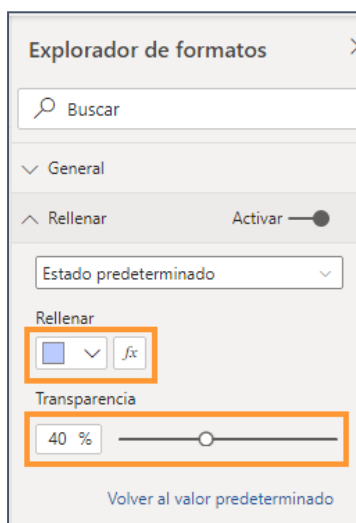 Explorador de formatos
Buscar
General
Rellenar Activar
Estado predeterminado
Rellenar
fx
Transparencia
40 %
Volver al valor predeterminado